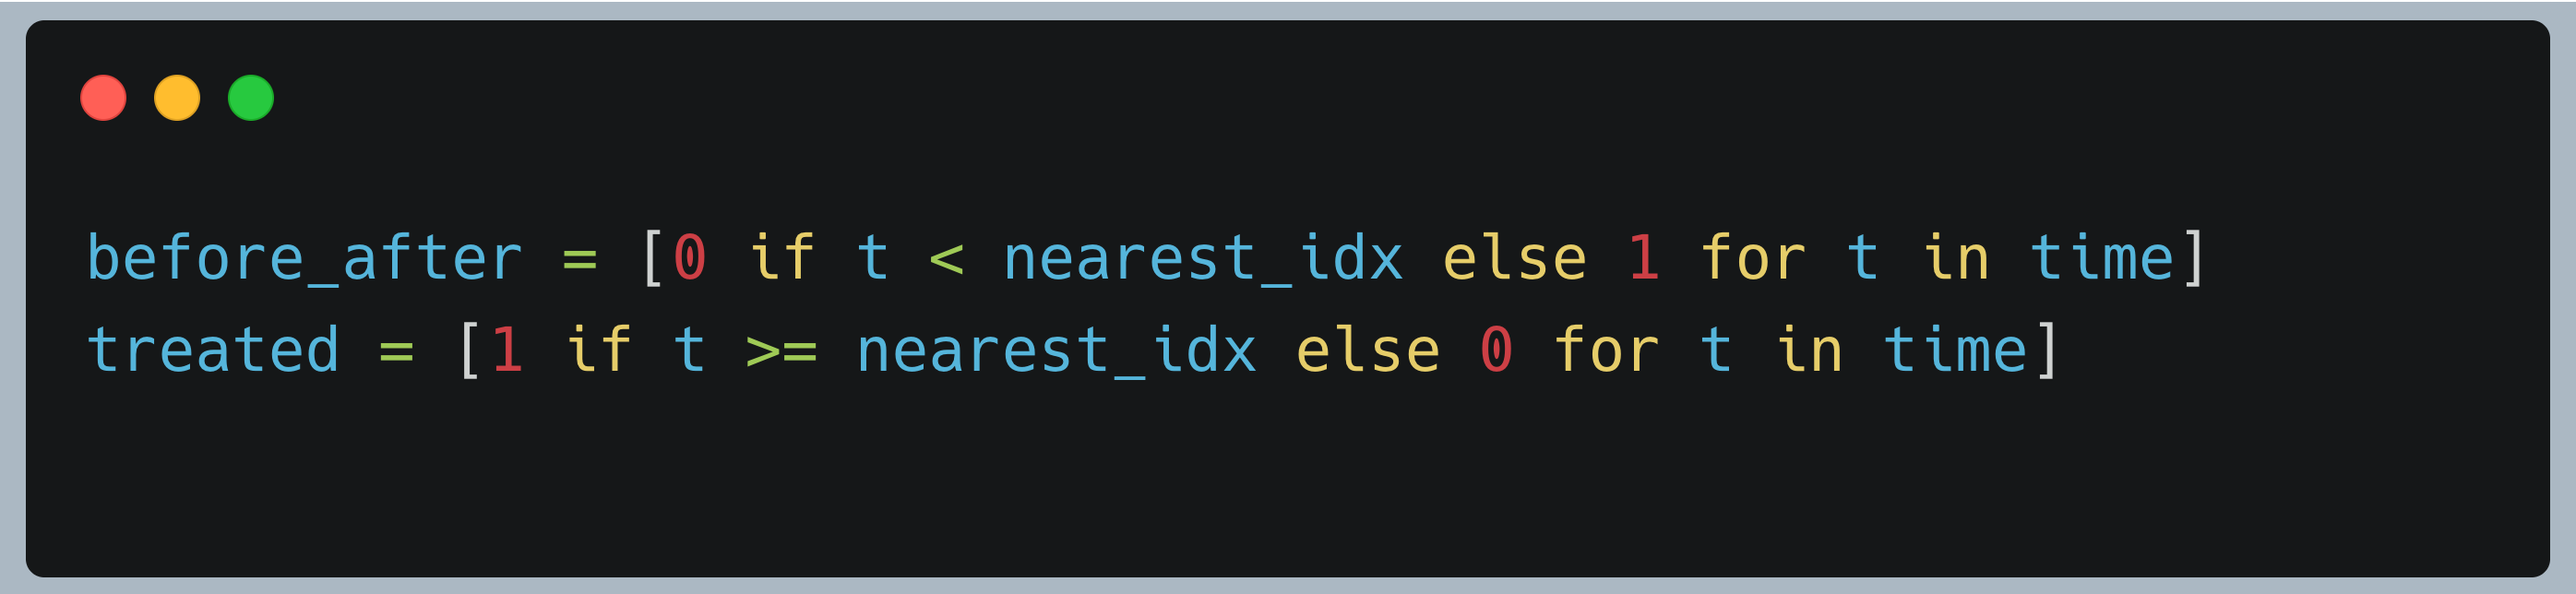 before_after = [0 if t < nearest_idx else 1 for t in time]
treated = [1 if t >= nearest_idx else 0 for t in time]